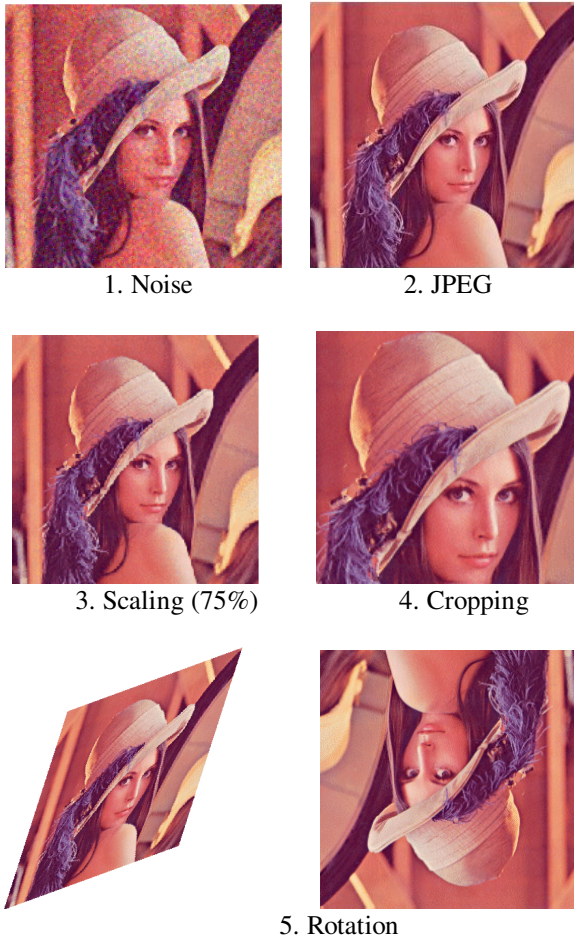 1. Noise
2. JPEG
3. Scaling (75%)
4. Cropping
5. Rotation